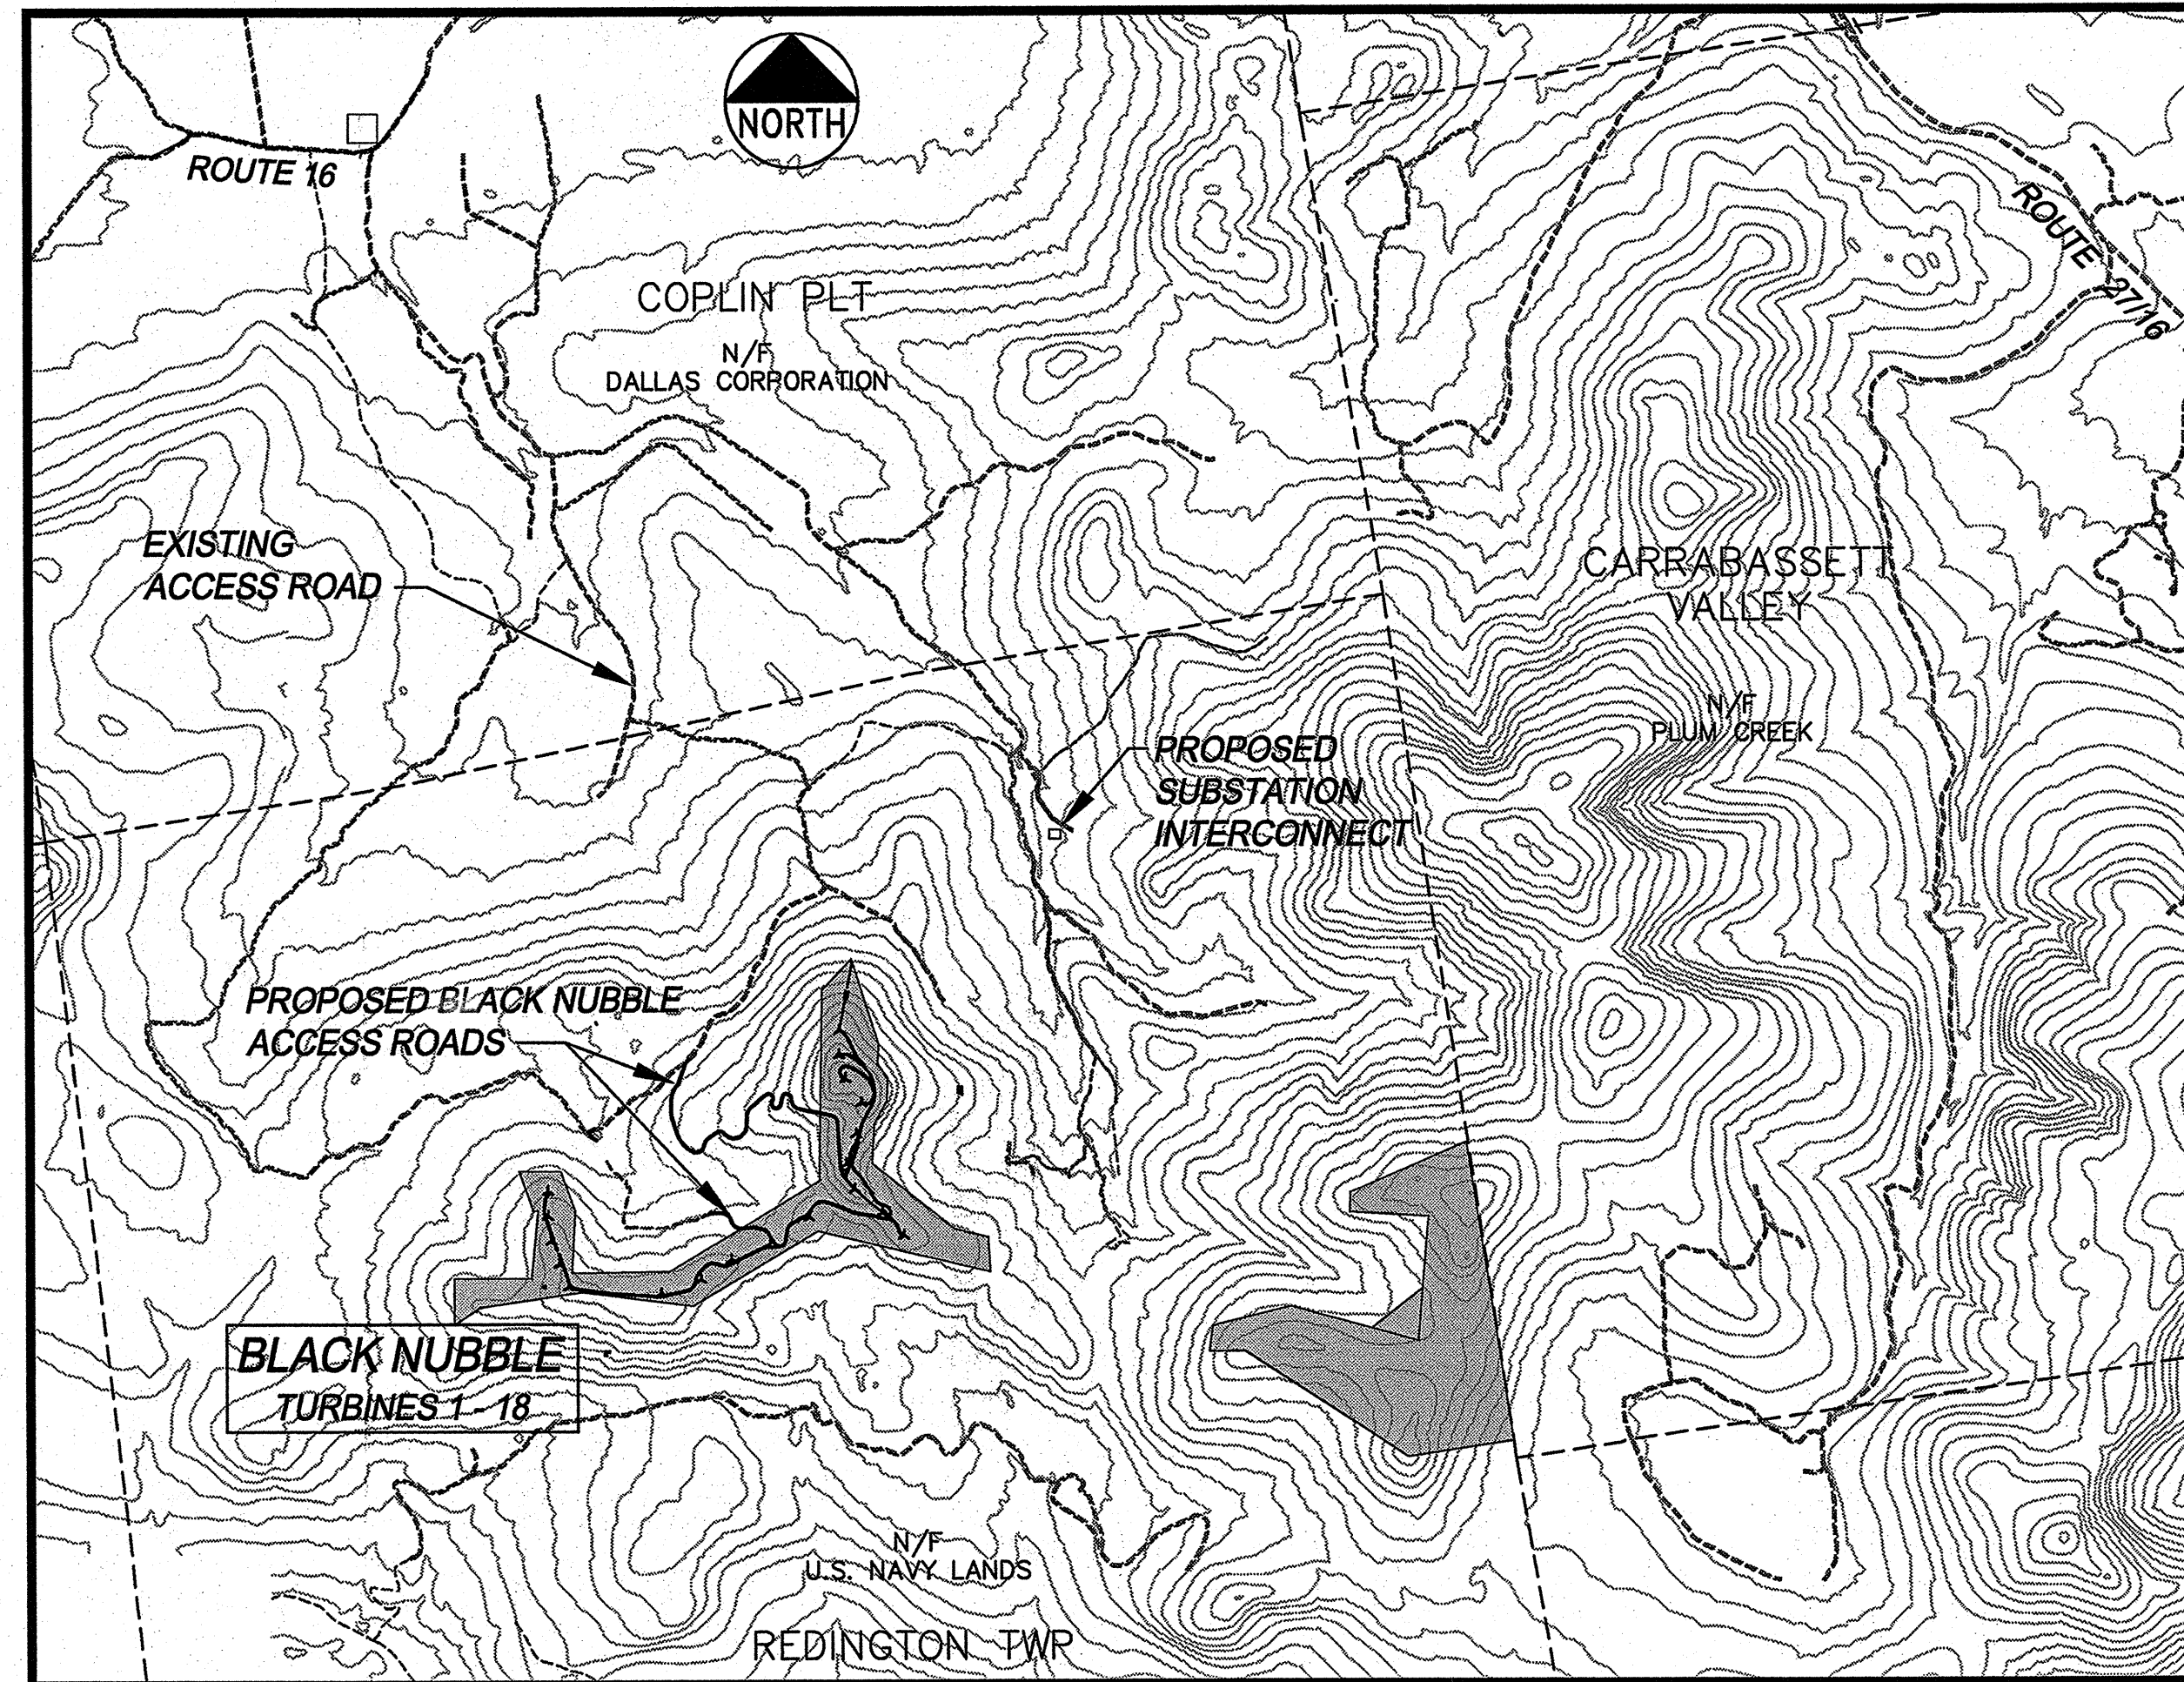 NORTH
ROUTE 16
ROUTE 27/16
COPLIN PLT
N/F
DALLAS CORPORATION
EXISTING
ACCESS ROAD
CARRABASSETT
VALLEY
N/F
PLUM CREEK
PROPOSED
SUBSTATION
INTERCONNECT
PROPOSED BLACK NUBBLE
ACCESS ROADS
BLACK NUBBLE
TURBINES 1 - 18
N/F
U.S. NAVY LANDS
REDINGTON TWP